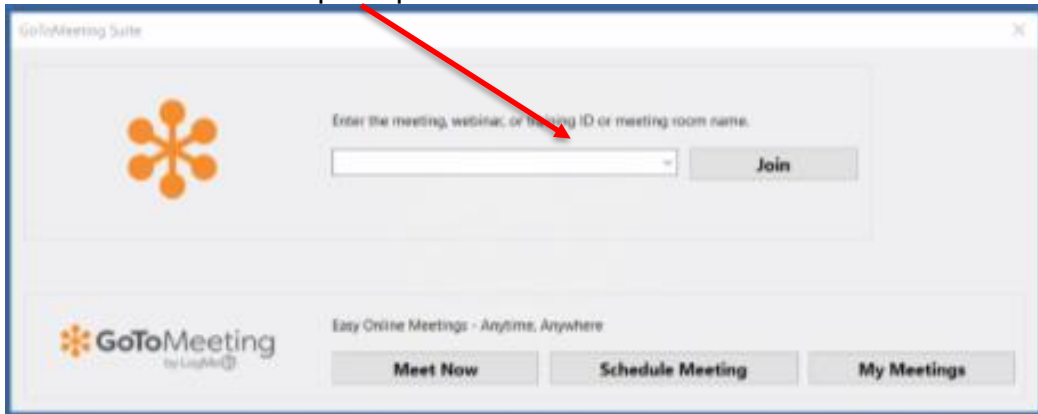 GoToMeeting Suite
Enter the meeting, webinar, or training ID or meeting room name.
Join
GoToMeeting
by LogMeIn
Easy Online Meetings - Anytime, Anywhere
Meet Now
Schedule Meeting
My Meetings